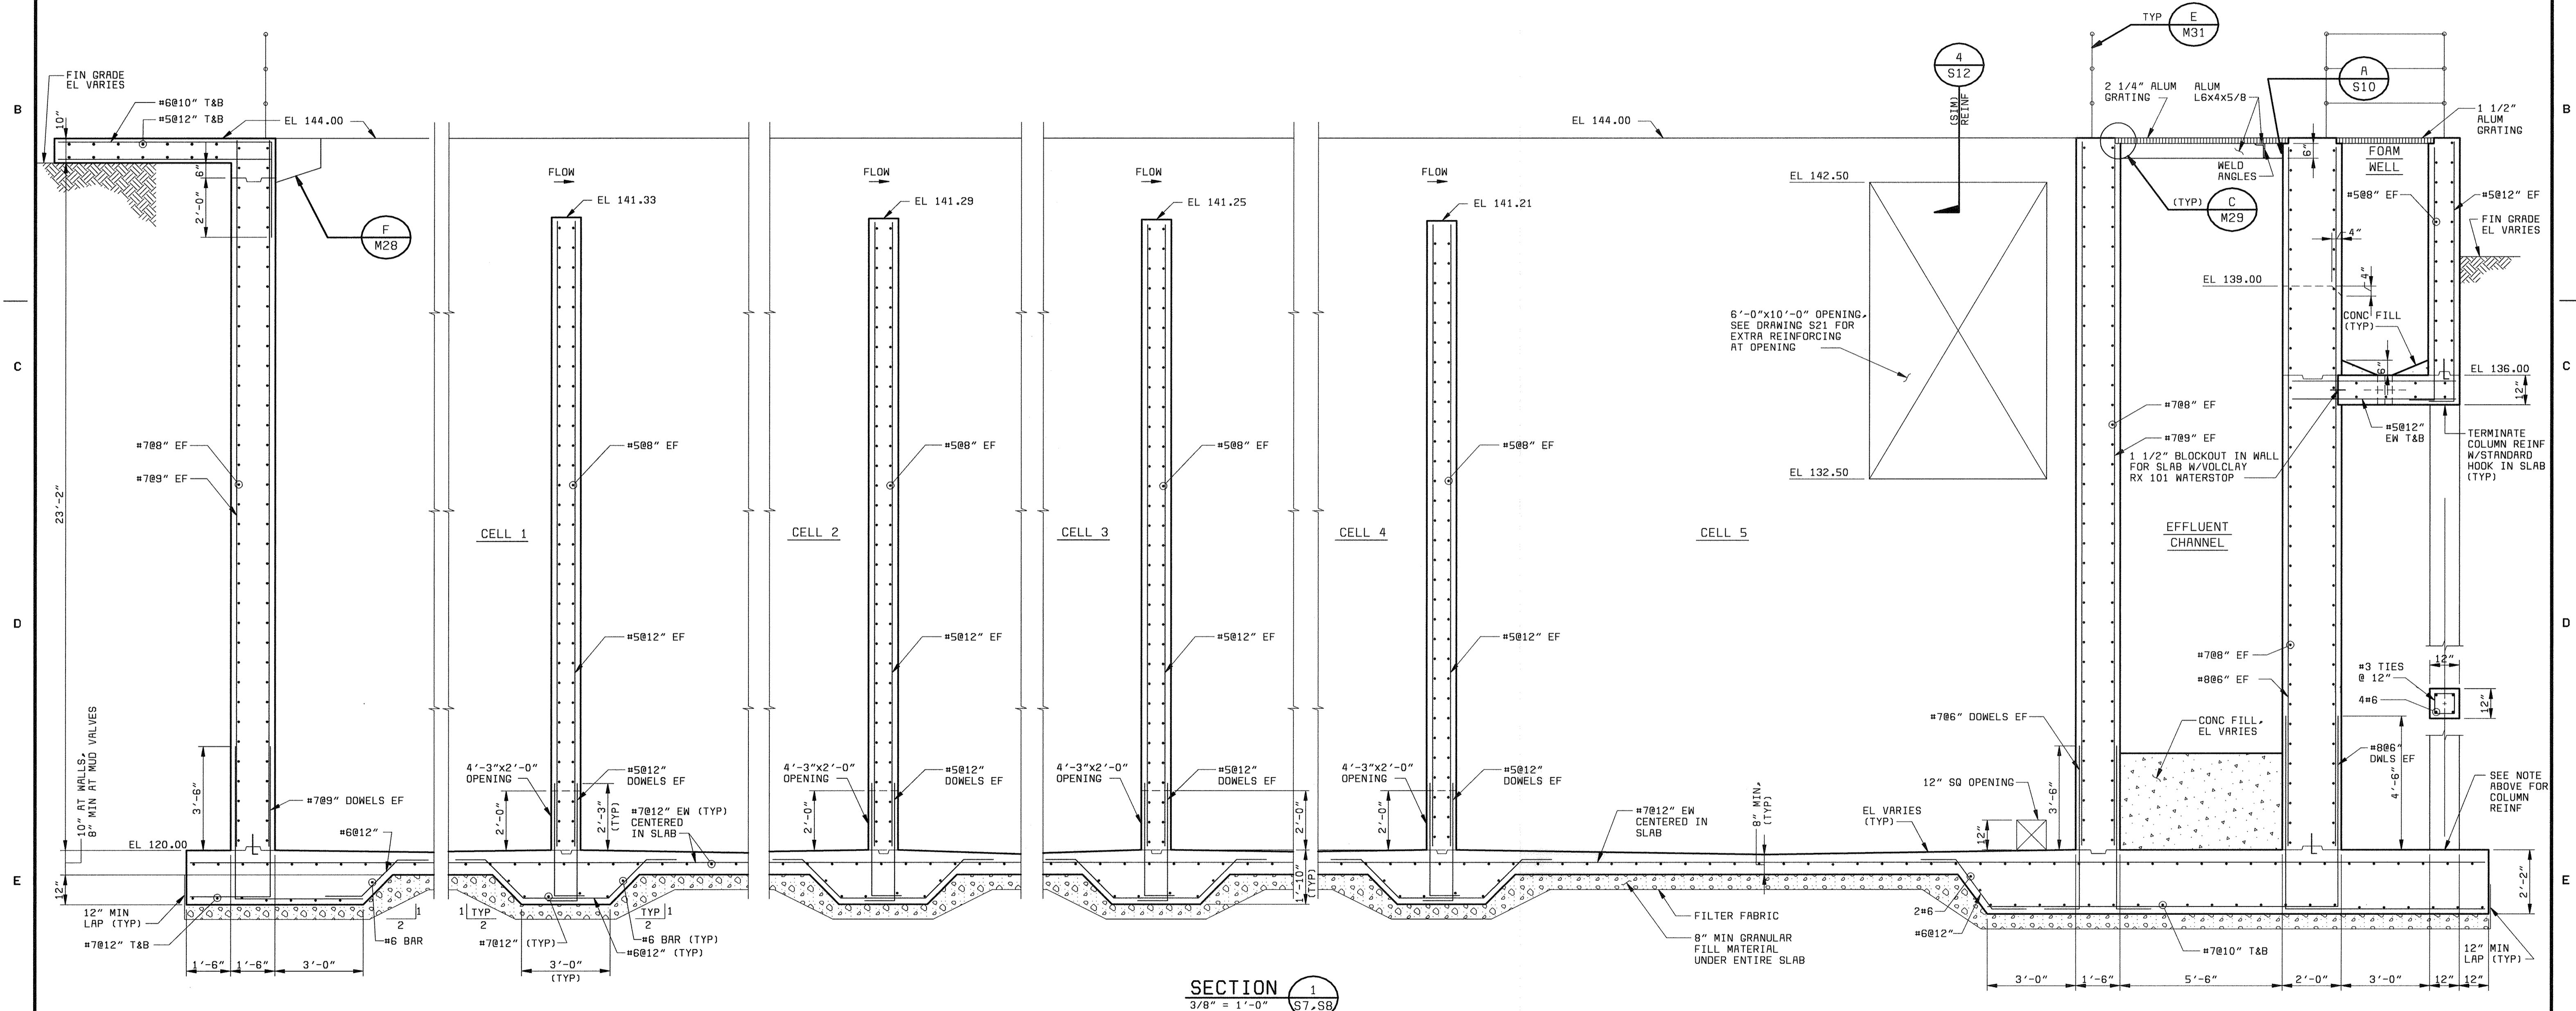 TYP
E
M31
4
S12
(SIM)
REINF
A
S10
B
B
FIN GRADE
EL VARIES
10"
#6@10" T&B
#5@12" T&B
EL 144.00
EL 144.00
2 1/4" ALUM
GRATING
ALUM
L6x4x5/8
1 1/2"
ALUM
GRATING
6"
2'-0"
F
M28
FLOW
EL 141.33
FLOW
EL 141.29
FLOW
EL 141.25
FLOW
EL 141.21
EL 142.50
WELD
ANGLES
6"
FOAM
WELL
(TYP)
C
M29
#5@8" EF
#5@12" EF
FIN GRADE
EL VARIES
4"
EL 139.00
4"
6'-0"x10'-0" OPENING,
SEE DRAWING S21 FOR
EXTRA REINFORCING
AT OPENING
CONC FILL
(TYP)
C
C
6"
EL 136.00
12"
#7@8" EF
#7@9" EF
#5@12"
EW T&B
1 1/2" BLOCKOUT IN WALL
FOR SLAB W/VOLCLAY
RX 101 WATERSTOP
TERMINATE
COLUMN REINF
W/STANDARD
HOOK IN SLAB
(TYP)
#7@8" EF
#7@9" EF
#5@8" EF
#5@8" EF
#5@8" EF
#5@8" EF
EL 132.50
23'-2"
CELL 1
CELL 2
CELL 3
CELL 4
CELL 5
EFFLUENT
CHANNEL
D
D
#5@12" EF
#5@12" EF
#5@12" EF
#5@12" EF
#7@8" EF
#8@6" EF
12"
#3 TIES
@ 12"
4#6
12"
#7@6" DOWELS EF
CONC FILL,
EL VARIES
10" AT WALLS,
8" MIN AT MUD VALVES
3'-6"
4'-3"x2'-0"
OPENING
#5@12"
DOWELS EF
4'-3"x2'-0"
OPENING
#5@12"
DOWELS EF
4'-3"x2'-0"
OPENING
#5@12"
DOWELS EF
4'-3"x2'-0"
OPENING
#5@12"
DOWELS EF
12" SQ OPENING
3'-6"
#8@6"
DWLS EF
4'-6"
SEE NOTE
ABOVE FOR
COLUMN
REINF
#7@9" DOWELS EF
2'-0"
2'-3"
(TYP)
#7@12" EW (TYP)
CENTERED
IN SLAB
2'-0"
2'-0"
2'-0"
#7@12" EW
CENTERED IN
SLAB
8" MIN.
(TYP)
EL VARIES
(TYP)
12"
#6@12"
EL 120.00
E
E
12"
1'-10"
(TYP)
2'-2"
12" MIN
LAP (TYP)
#7@12" T&B
1
2
#6 BAR
1
TYP
2
TYP
1
2
#7@12" (TYP)
#6 BAR (TYP)
#6@12" (TYP)
FILTER FABRIC
8" MIN GRANULAR
FILL MATERIAL
UNDER ENTIRE SLAB
2#6
#6@12"
#7@10" T&B
12" MIN
LAP (TYP)
1'-6"
1'-6"
3'-0"
3'-0"
(TYP)
3'-0"
1'-6"
5'-6"
2'-0"
3'-0"
12"
12"
SECTION
3/8" = 1'-0"
1
S7,S8